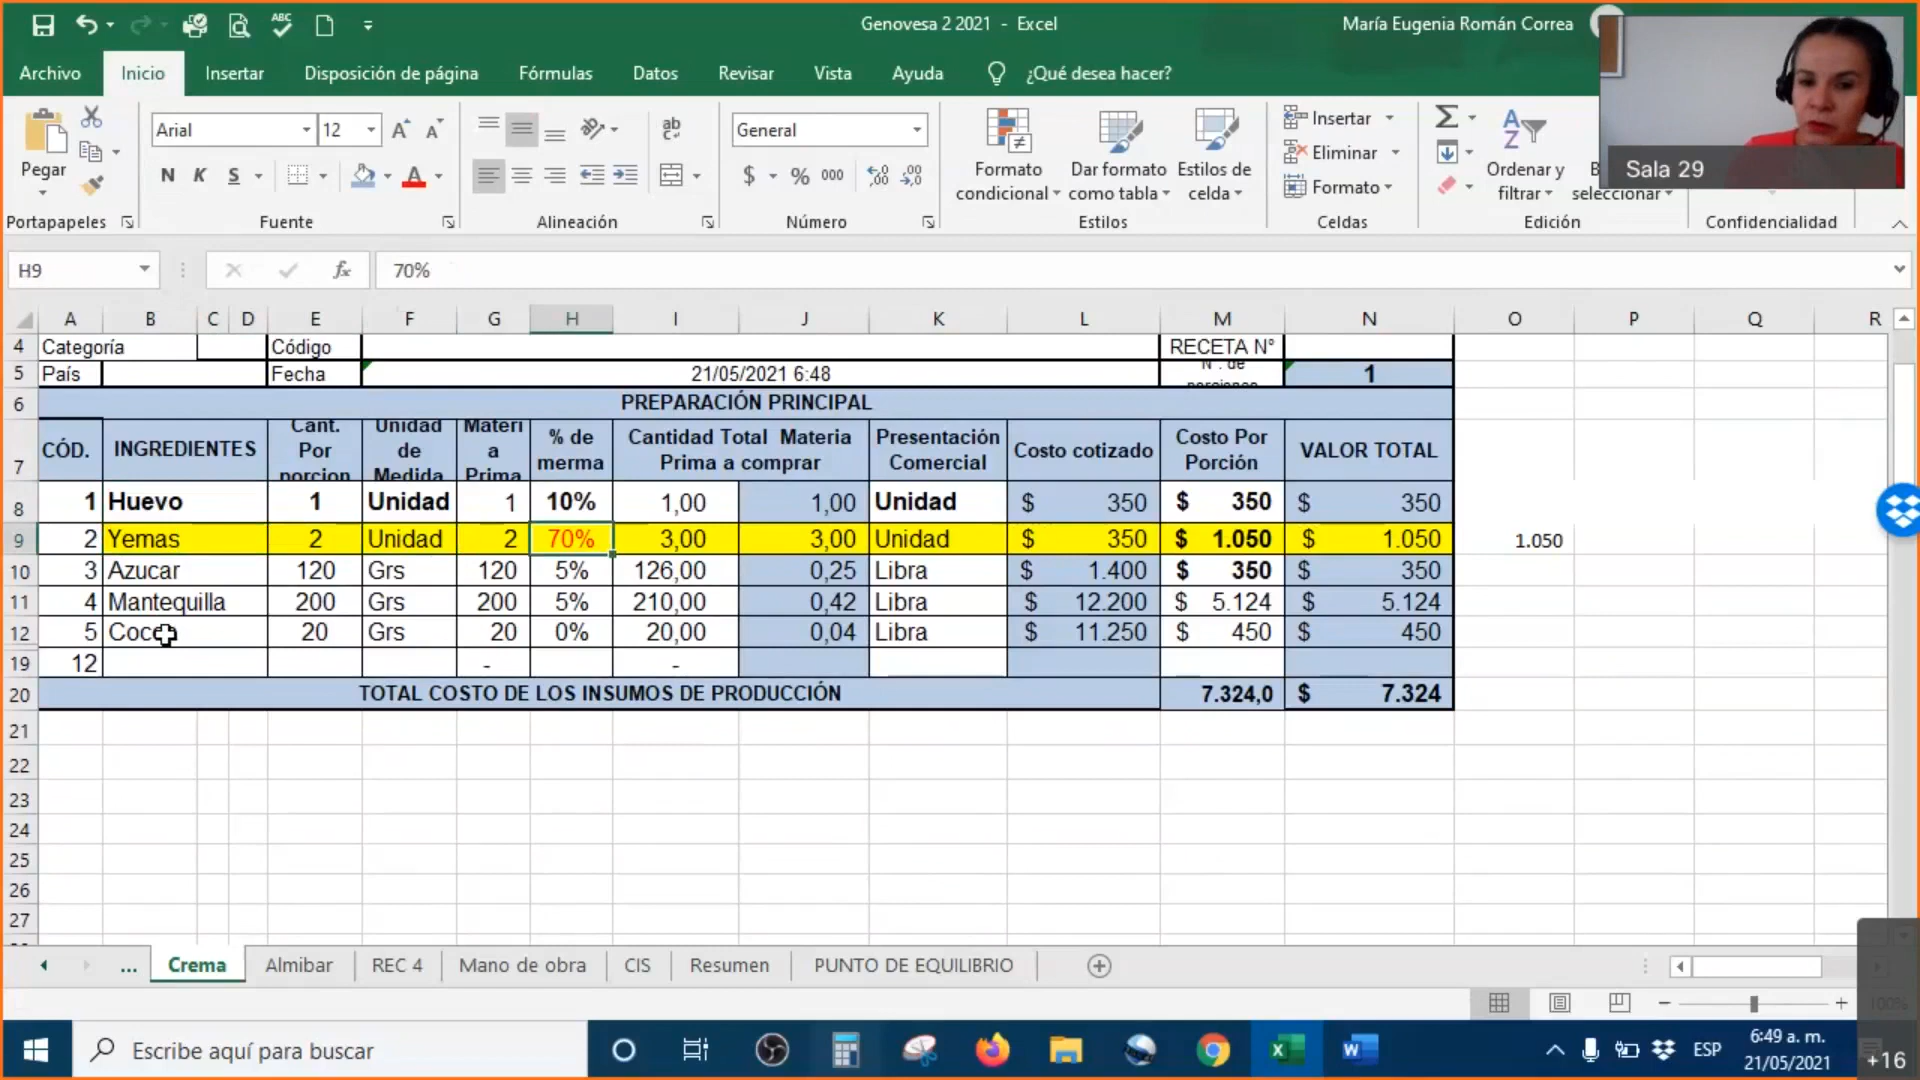 Genovesa 2 2021 - Excel
María Eugenia Román Correa
Archivo Inicio Insertar Disposición de página Fórmulas Datos Revisar Vista Ayuda ¿Qué desea hacer?
Pegar
Arial 12
General
N K S
$ % 000
Formato condicional
Dar formato como tabla
Estilos de celda
Insertar
Eliminar
Formato
Ordenar y filtrar
seleccionar
Sala 29
Portapapeles Fuente Alineación Número Estilos Celdas Edición Confidencialidad
H9 fx 70%
A B C D E F G H I J K L M N O P Q R
4 Categoría Código RECETA N°
5 País Fecha 21/05/2021 6:48 N°. de porciones 1
6 PREPARACIÓN PRINCIPAL
7 CÓD. INGREDIENTES Cant. Por porcion Unidad de Medida Materi a Prima % de merma Cantidad Total Materia Prima a comprar Presentación Comercial Costo cotizado Costo Por Porción VALOR TOTAL
8 1 Huevo 1 Unidad 1 10% 1,00 1,00 Unidad $ 350 $ 350 $ 350
9 2 Yemas 2 Unidad 2 70% 3,00 3,00 Unidad $ 350 $ 1.050 $ 1.050 1.050
10 3 Azucar 120 Grs 120 5% 126,00 0,25 Libra $ 1.400 $ 350 $ 350
11 4 Mantequilla 200 Grs 200 5% 210,00 0,42 Libra $ 12.200 $ 5.124 $ 5.124
12 5 Cocoa 20 Grs 20 0% 20,00 0,04 Libra $ 11.250 $ 450 $ 450
19 12 - -
20 TOTAL COSTO DE LOS INSUMOS DE PRODUCCIÓN 7.324,0 $ 7.324
21
22
23
24
25
26
27
... Crema Almibar REC 4 Mano de obra CIS Resumen PUNTO DE EQUILIBRIO
Escribe aquí para buscar
ESP
6:49 a. m.
21/05/2021
+16